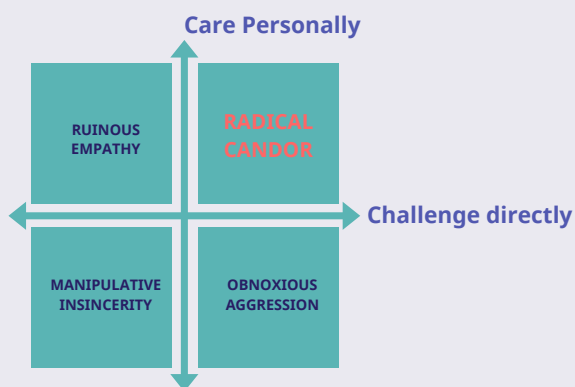 Care Personally
RUINOUS
EMPATHY
RADICAL
CANDOR
Challenge directly
MANIPULATIVE
INSINCERITY
OBNOXIOUS
AGGRESSION